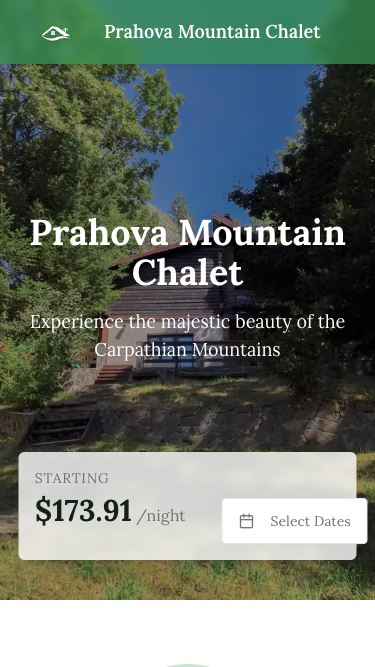 Prahova Mountain Chalet
Prahova Mountain
Chalet
Experience the majestic beauty of the
Carpathian Mountains
STARTING
$173.91 /night
Select Dates